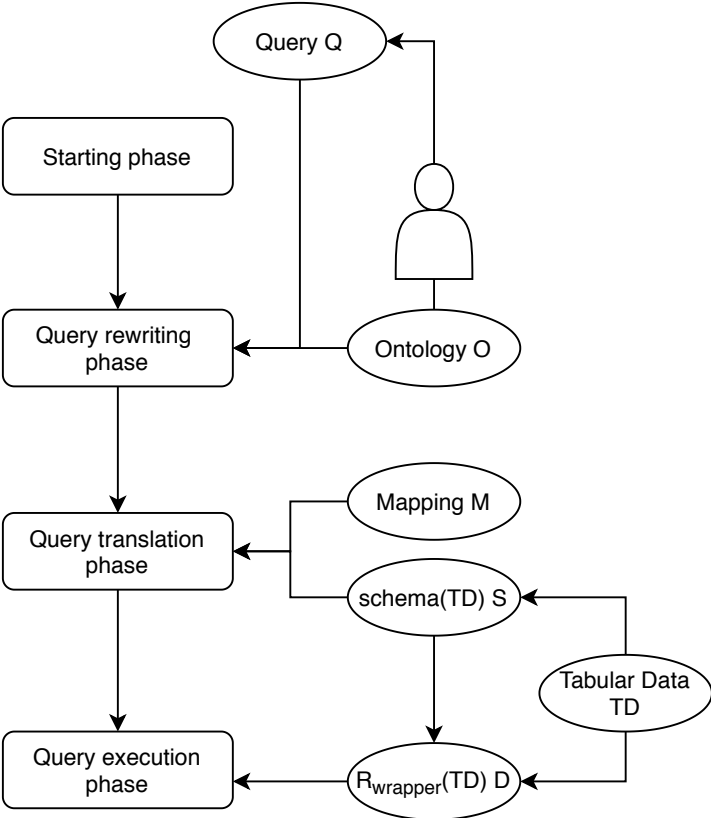 Query Q
Starting phase
Query rewriting
phase
Ontology O
Mapping M
Query translation
phase
schema(TD) S
Tabular Data
TD
Query execution
phase
Rwrapper(TD) D